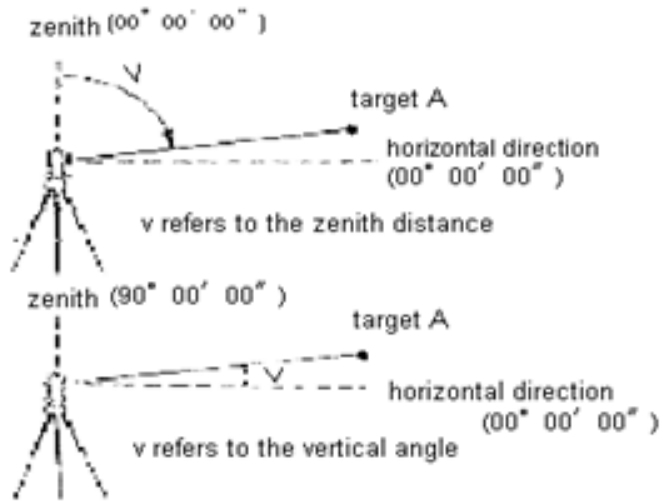 zenith (00° 00′ 00″ )
V
target A
horizontal direction
(00° 00′ 00″ )
v refers to the zenith distance
zenith (90° 00′ 00″ )
target A
V
horizontal direction
(00° 00′ 00″ )
v refers to the vertical angle